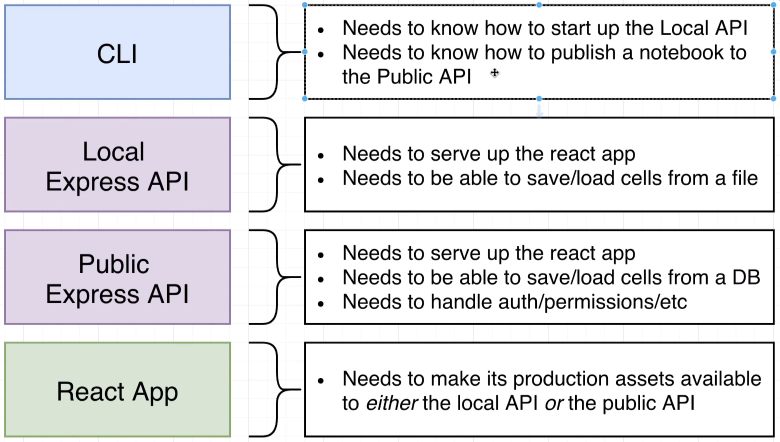 CLI
• Needs to know how to start up the Local API
• Needs to know how to publish a notebook to
the Public API
Local
Express API
• Needs to serve up the react app
• Needs to be able to save/load cells from a file
Public
Express API
• Needs to serve up the react app
• Needs to be able to save/load cells from a DB
• Needs to handle auth/permissions/etc
React App
• Needs to make its production assets available
to either the local API or the public API